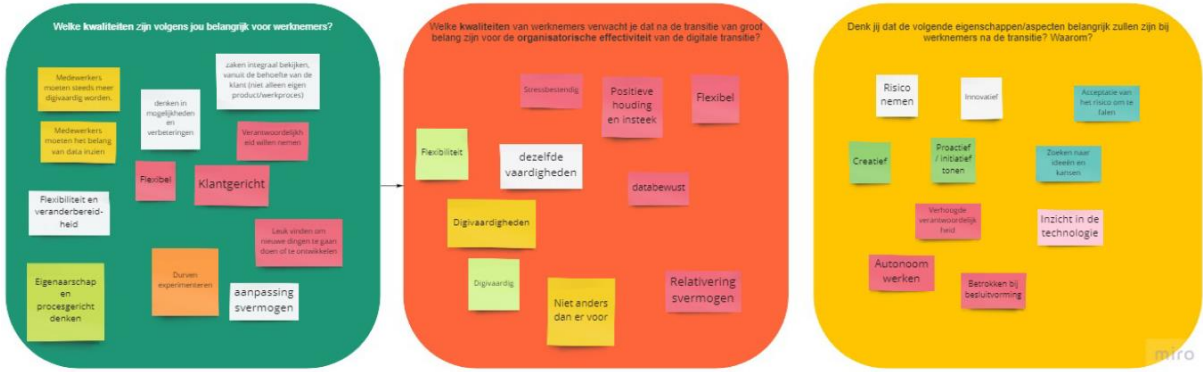 Welke kwaliteiten zijn volgens jou belangrijk voor werknemers?
Medewerkers
moeten steeds meer
digivaardig worden.
denken in
mogelijkheden
en
verbeteringen
zaken integraal bekijken,
vanuit de behoefte van de
klant (niet alleen eigen
product/werkproces)
Medewerkers
moeten het belang
van data inzien
Verantwoordelijkh
eid willen nemen
Flexibel
Klantgericht
Flexibiliteit en
veranderbereid-
heid
Leuk vinden om
nieuwe dingen te gaan
doen of te ontwikkelen
Eigenaarschap
en
procesgericht
denken
Durven
experimenteren
aanpassing
svermogen
Welke kwaliteiten van werknemers verwacht je dat na de transitie van groot
belang zijn voor de organisatorische effectiviteit van de digitale transitie?
Stressbestendig
Positieve
houding
en insteek
Flexibel
Flexibiliteit
dezelfde
vaardigheden
databewust
Digivaardigheden
Digivaardig
Niet anders
dan er voor
Relativering
svermogen
Denk jij dat de volgende eigenschappen/aspecten belangrijk zullen zijn bij
werknemers na de transitie? Waarom?
Risico
nemen
Innovatief
Acceptatie van
het risico om te
falen
Creatief
Proactief
/ initiatief
tonen
Zoeken naar
ideeën en
kansen
Verhoogde
verantwoordelijk
heid
Inzicht in de
technologie
Autonoom
werken
Betrokken bij
besluitvorming
miro